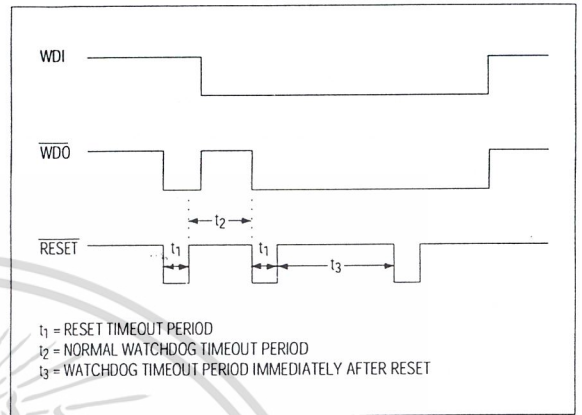 WDI
WDO
t2
RESET
t1
t1
t3
t1 = RESET TIMEOUT PERIOD
t2 = NORMAL WATCHDOG TIMEOUT PERIOD
t3 = WATCHDOG TIMEOUT PERIOD IMMEDIATELY AFTER RESET